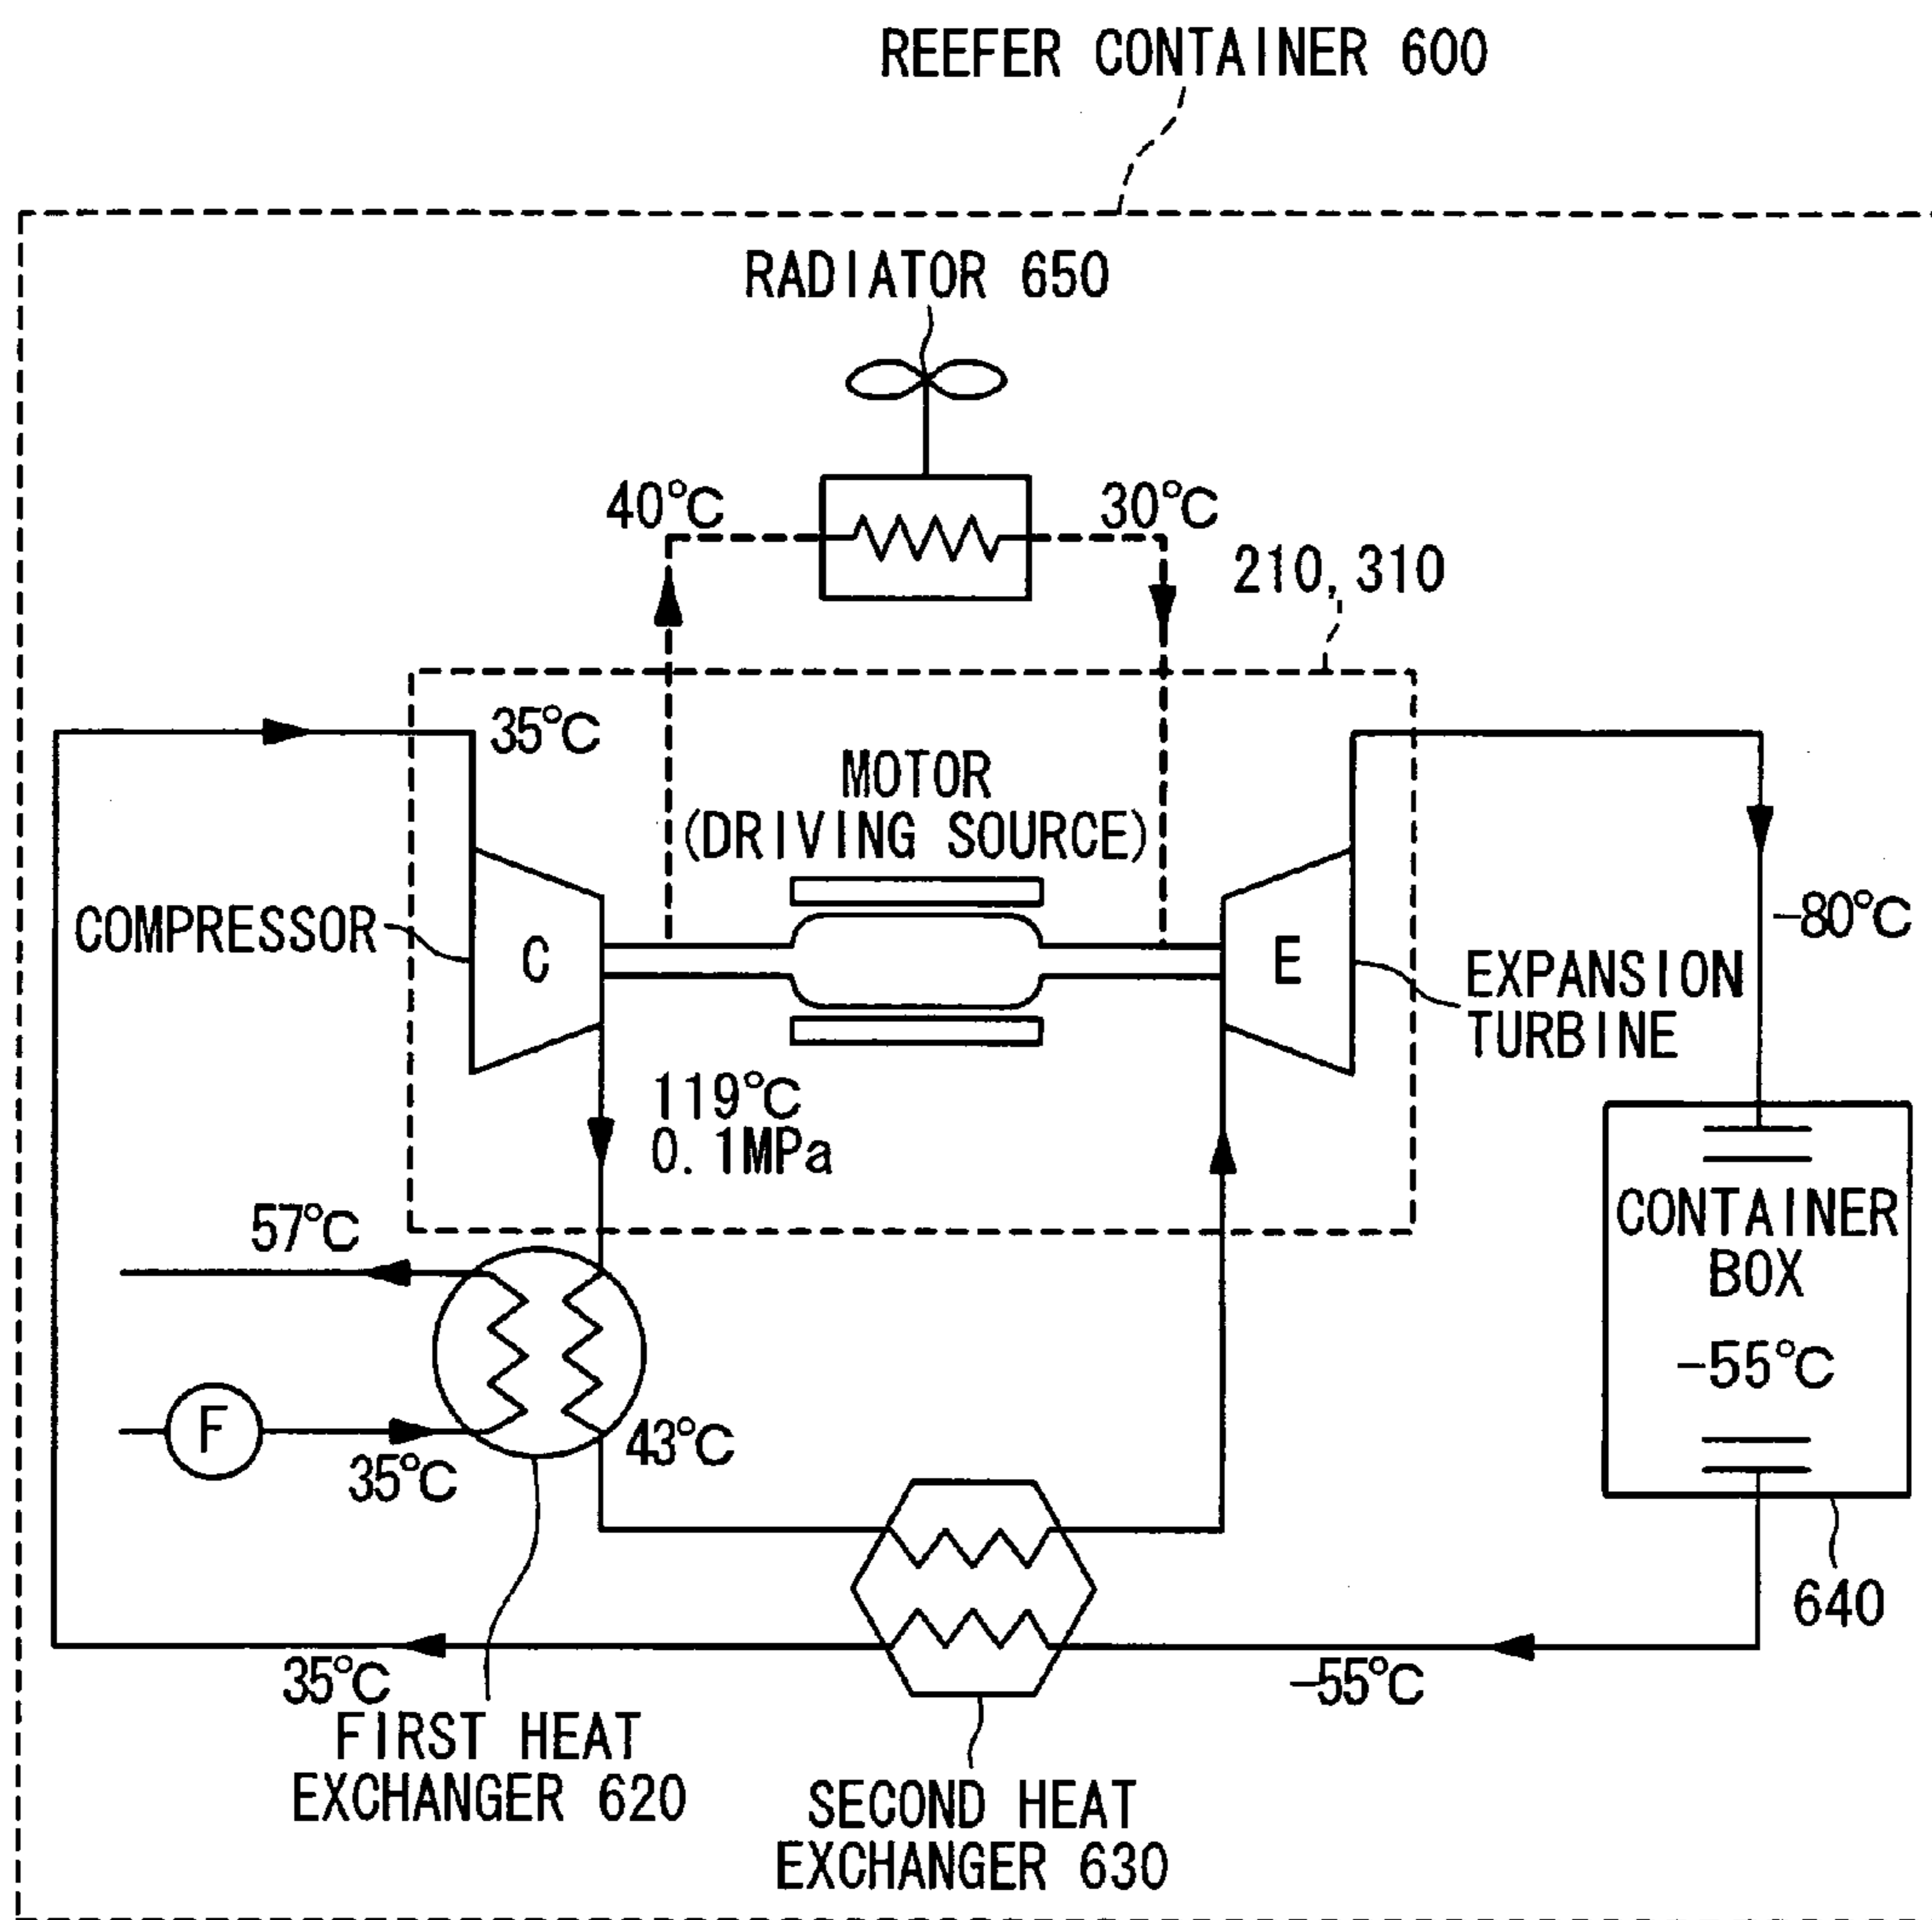 REEFER CONTAINER 600
RADIATOR 650
40°C
30°C
210, 310
35°C
MOTOR
(DRIVING SOURCE)
COMPRESSOR
C
E
-80°C
EXPANSION
TURBINE
119°C
0.1MPa
57°C
CONTAINER
BOX
-55°C
F
35°C
43°C
640
35°C
-55°C
FIRST HEAT
EXCHANGER 620
SECOND HEAT
EXCHANGER 630